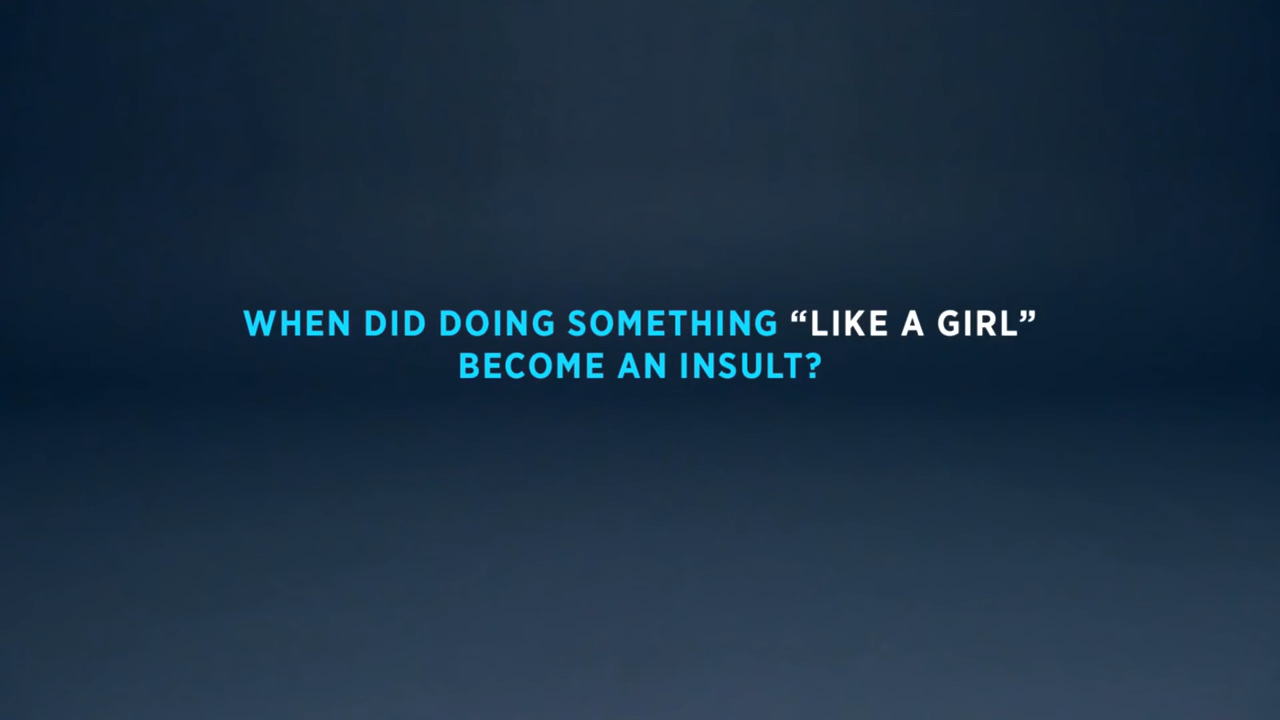 WHEN DID DOING SOMETHING “LIKE A GIRL”
BECOME AN INSULT?